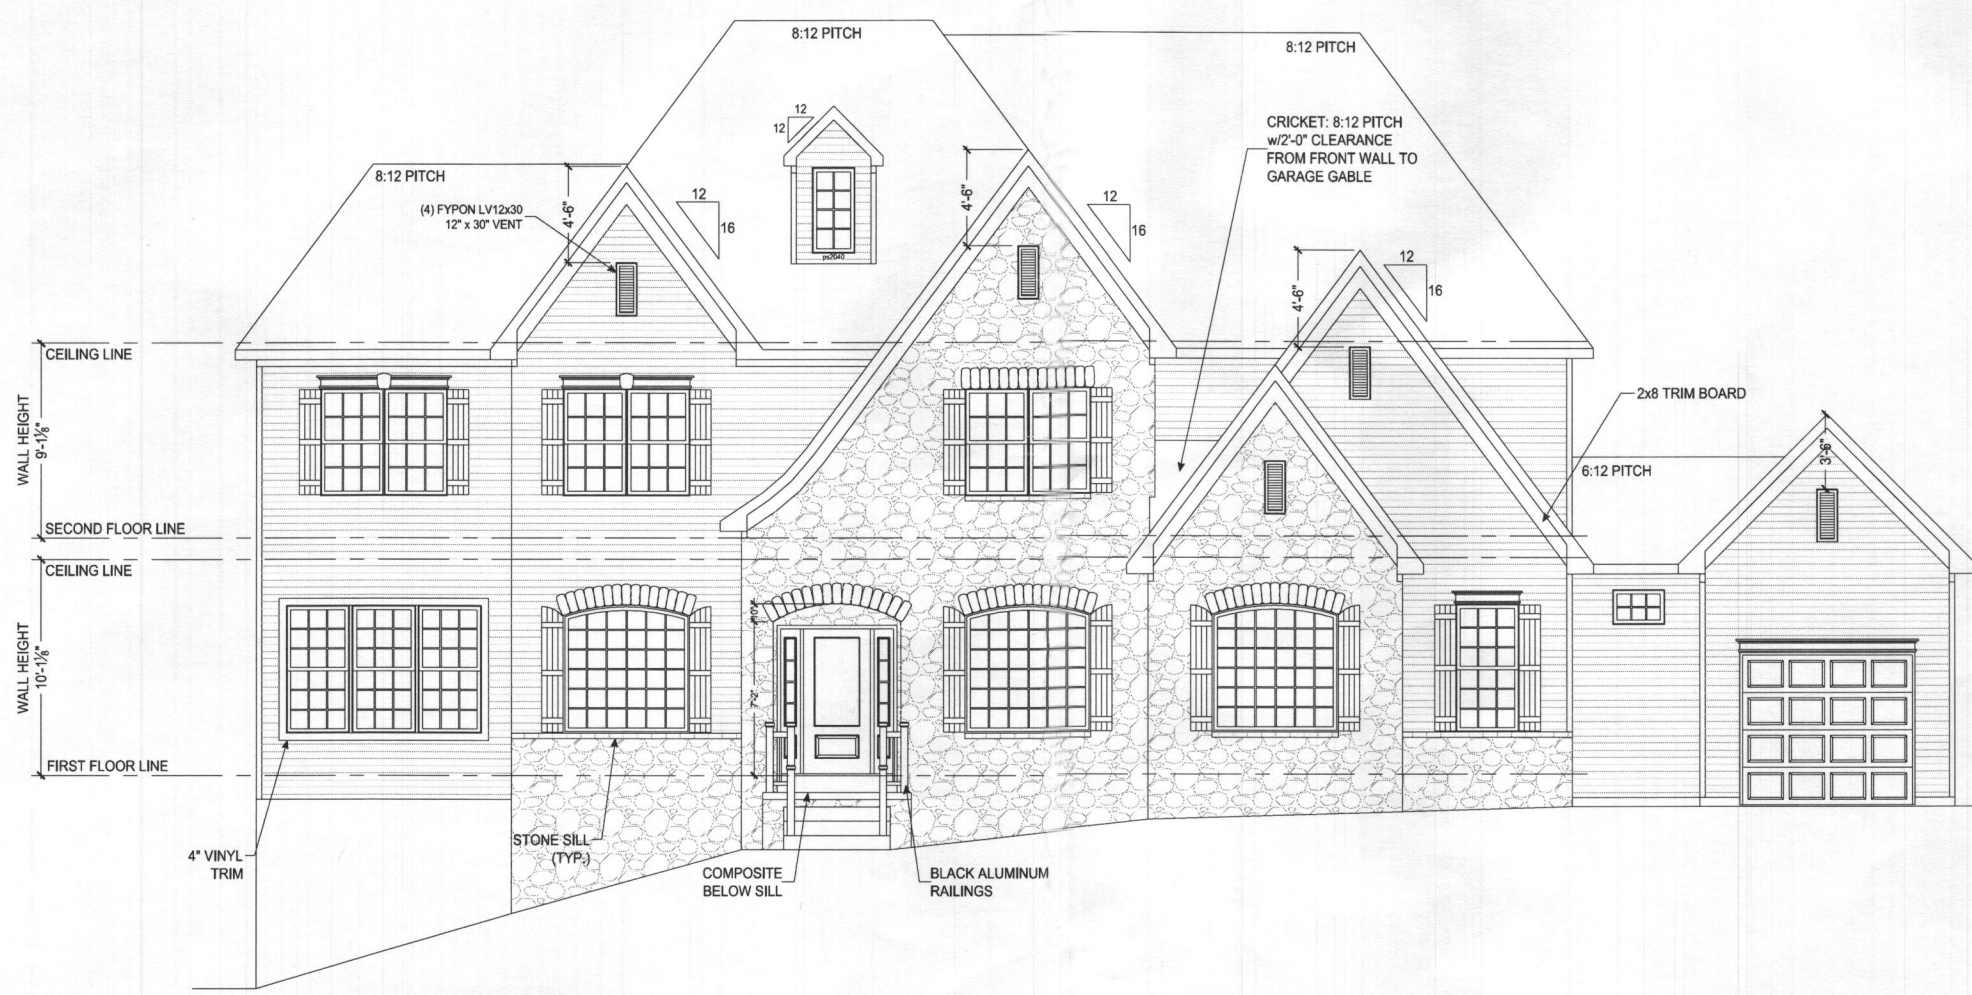 8:12 PITCH
8:12 PITCH
12
12
CRICKET: 8:12 PITCH
w/2'-0" CLEARANCE
FROM FRONT WALL TO
GARAGE GABLE
8:12 PITCH
(4) FYPON LV12x30
12" x 30" VENT
4'-6"
12
16
ps2040
4'-6"
12
16
4'-6"
12
16
CEILING LINE
WALL HEIGHT
9'-1⅛"
SECOND FLOOR LINE
2x8 TRIM BOARD
6:12 PITCH
3'-6"
CEILING LINE
WALL HEIGHT
10'-1⅛"
FIRST FLOOR LINE
7'-2"
4" VINYL
TRIM
STONE SILL
(TYP.)
COMPOSITE
BELOW SILL
BLACK ALUMINUM
RAILINGS